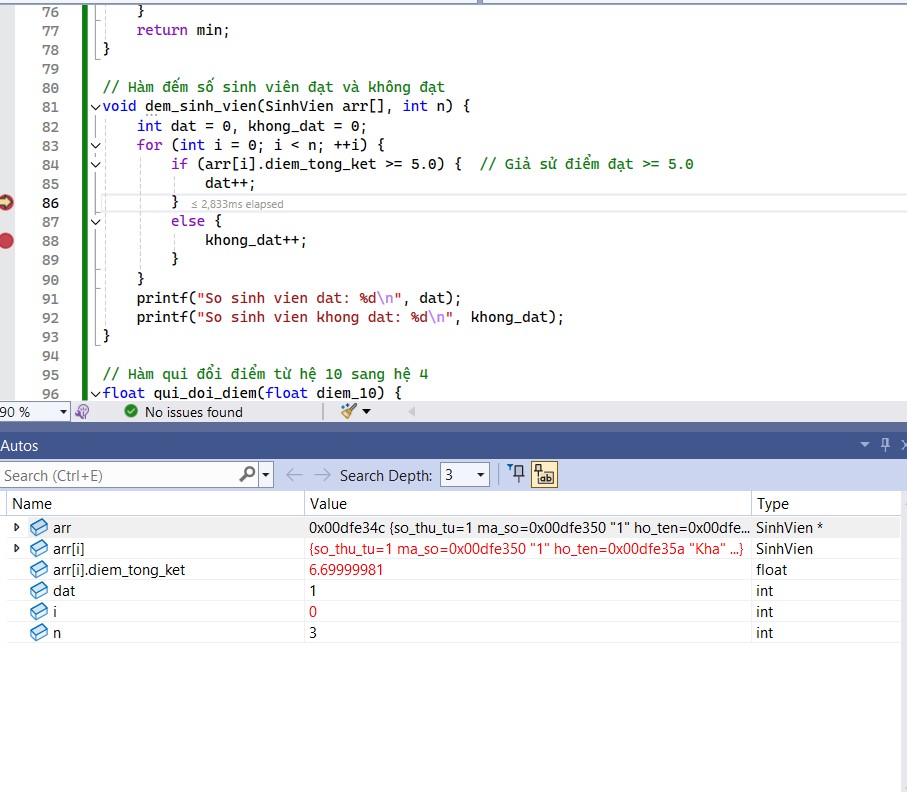 76 }
77 return min;
78 }
79
80 // Hàm đếm số sinh viên đạt và không đạt
81 void dem_sinh_vien(SinhVien arr[], int n) {
82 int dat = 0, khong_dat = 0;
83 for (int i = 0; i < n; ++i) {
84 if (arr[i].diem_tong_ket >= 5.0) { // Giả sử điểm đạt >= 5.0
85 dat++;
86 } ≤ 2,833ms elapsed
87 else {
88 khong_dat++;
89 }
90 }
91 printf("So sinh vien dat: %d\n", dat);
92 printf("So sinh vien khong dat: %d\n", khong_dat);
93 }
94
95 // Hàm qui đổi điểm từ hệ 10 sang hệ 4
96 float qui_doi_diem(float diem_10) {
90 % No issues found
Autos
Search (Ctrl+E) Search Depth: 3
Name Value Type
arr 0x00dfe34c {so_thu_tu=1 ma_so=0x00dfe350 "1" ho_ten=0x00dfe... SinhVien *
arr[i] {so_thu_tu=1 ma_so=0x00dfe350 "1" ho_ten=0x00dfe35a "Kha" ...} SinhVien
arr[i].diem_tong_ket 6.69999981 float
dat 1 int
i 0 int
n 3 int